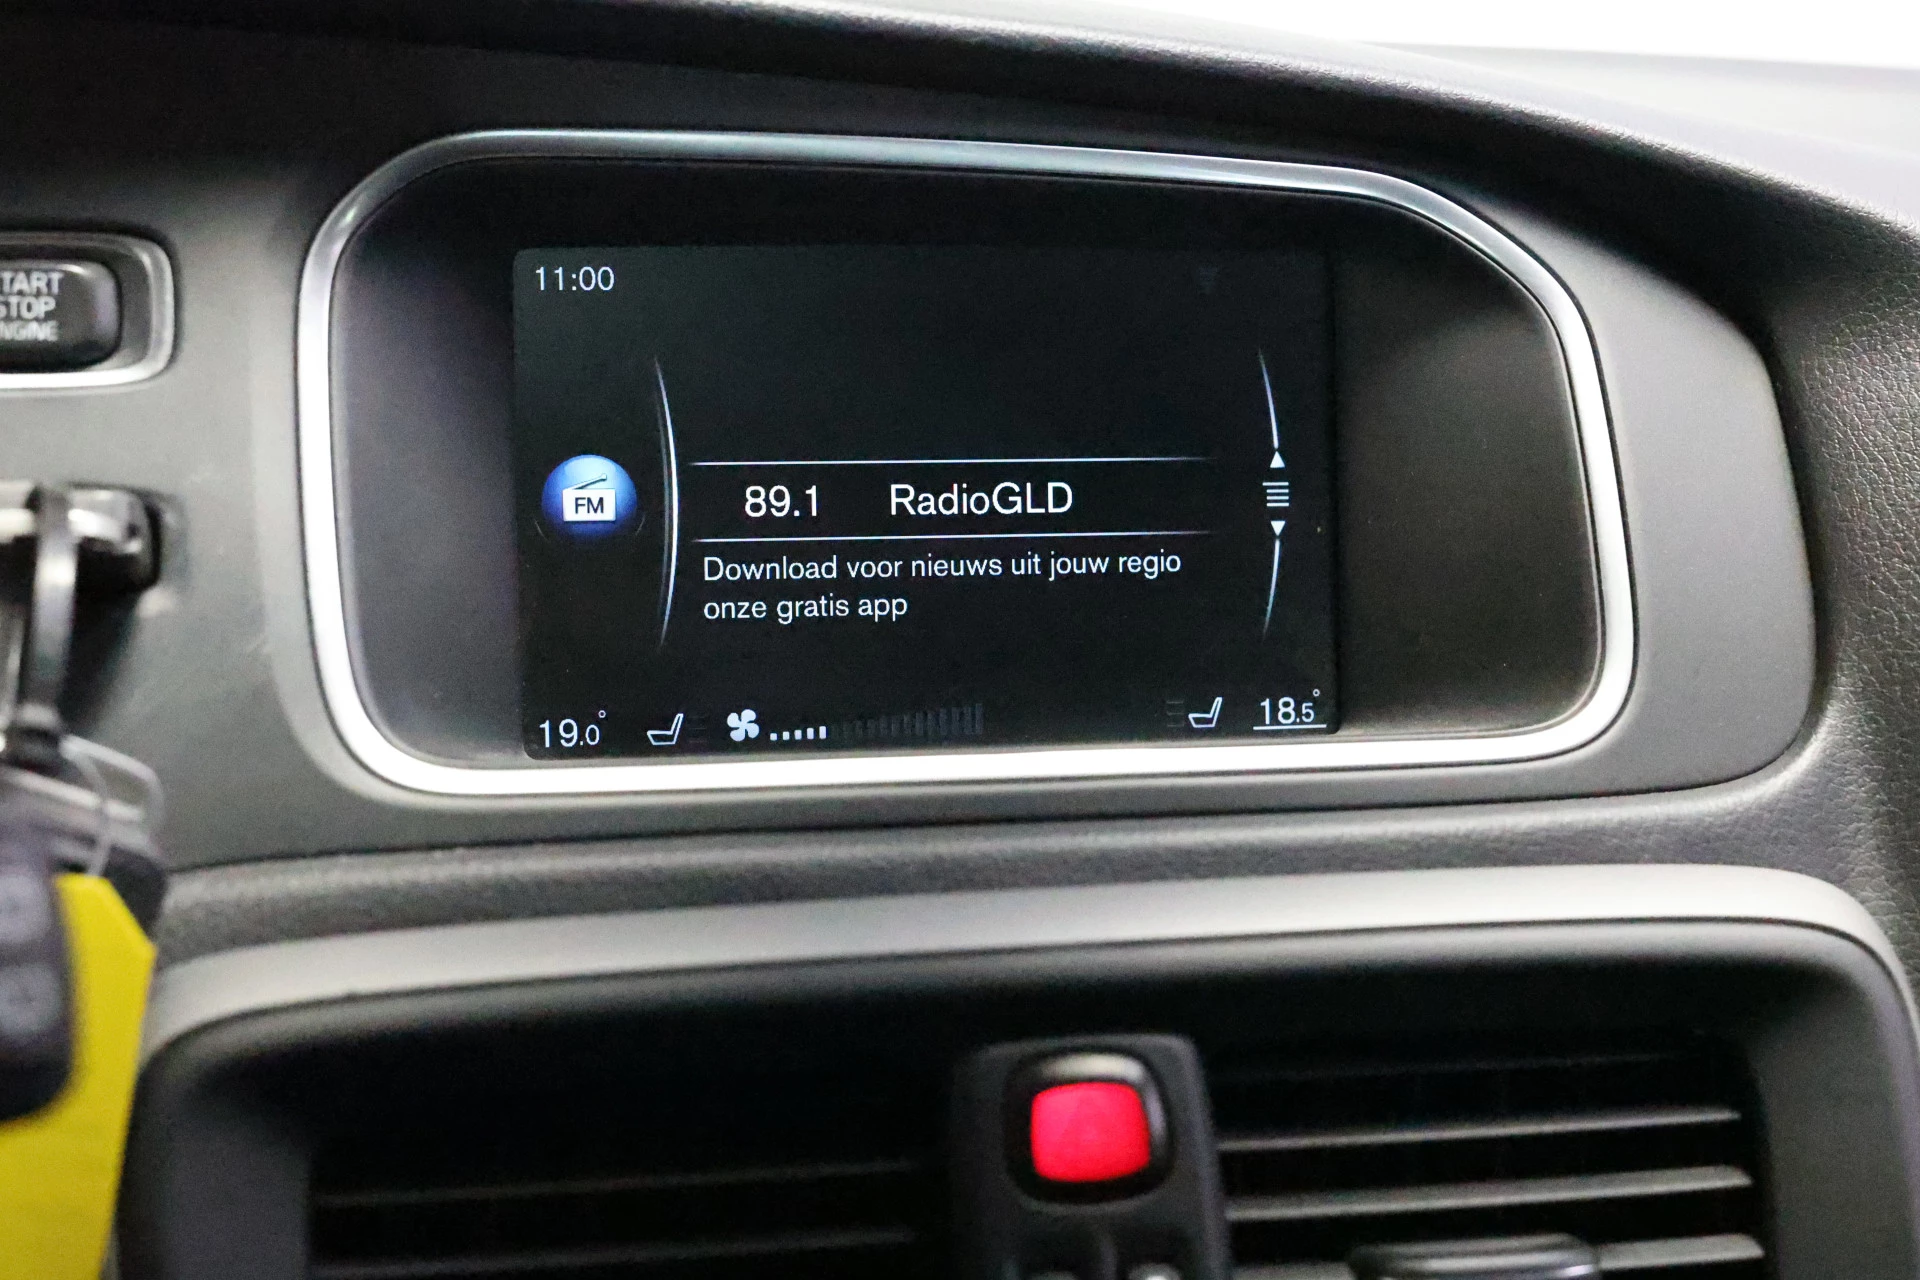 11:00
TART
STOP
NGINE
FM
89.1 RadioGLD
Download voor nieuws uit jouw regio
onze gratis app
19.0° 18.5°